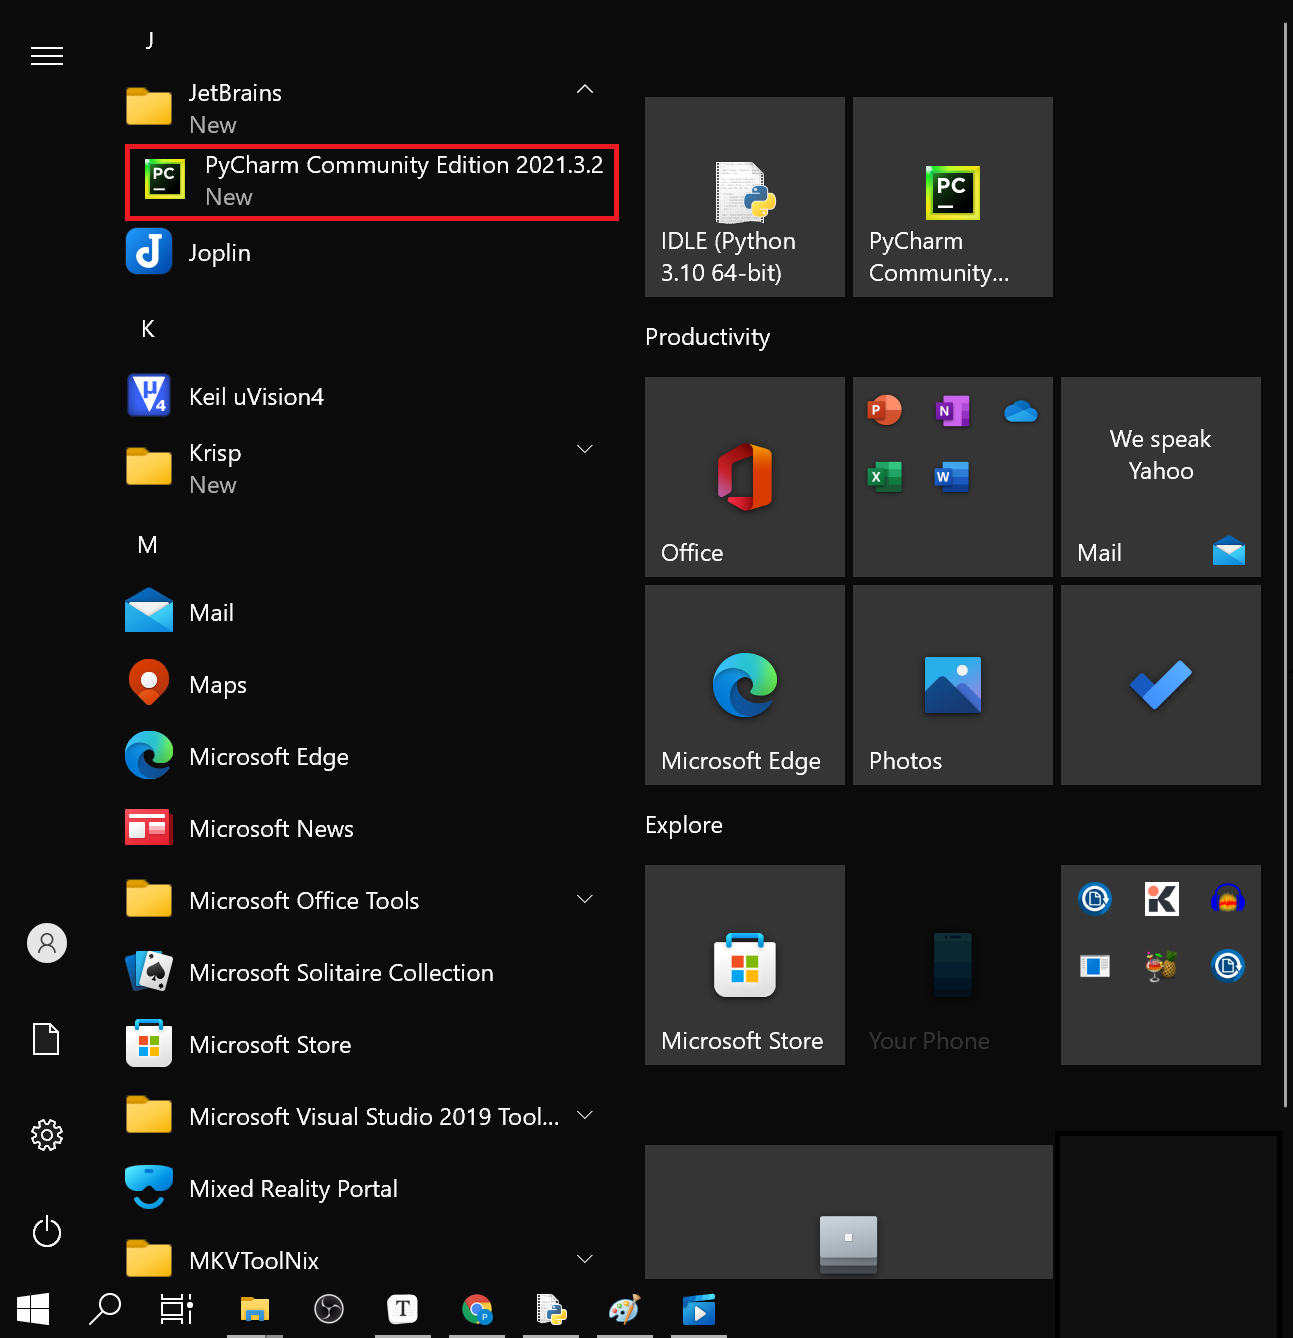 J
JetBrains
New
PC
PyCharm Community Edition 2021.3.2
New
Joplin
K
µ
4
Keil uVision4
Krisp
New
M
Mail
Maps
Microsoft Edge
Microsoft News
Microsoft Office Tools
Microsoft Solitaire Collection
Microsoft Store
Microsoft Visual Studio 2019 Tool...
Mixed Reality Portal
MKVToolNix
IDLE (Python
3.10 64-bit)
PC
PyCharm
Community...
Productivity
Office
P
N
X
W
We speak
Yahoo
Mail
Microsoft Edge
Photos
Explore
Microsoft Store
Your Phone
K
T
P